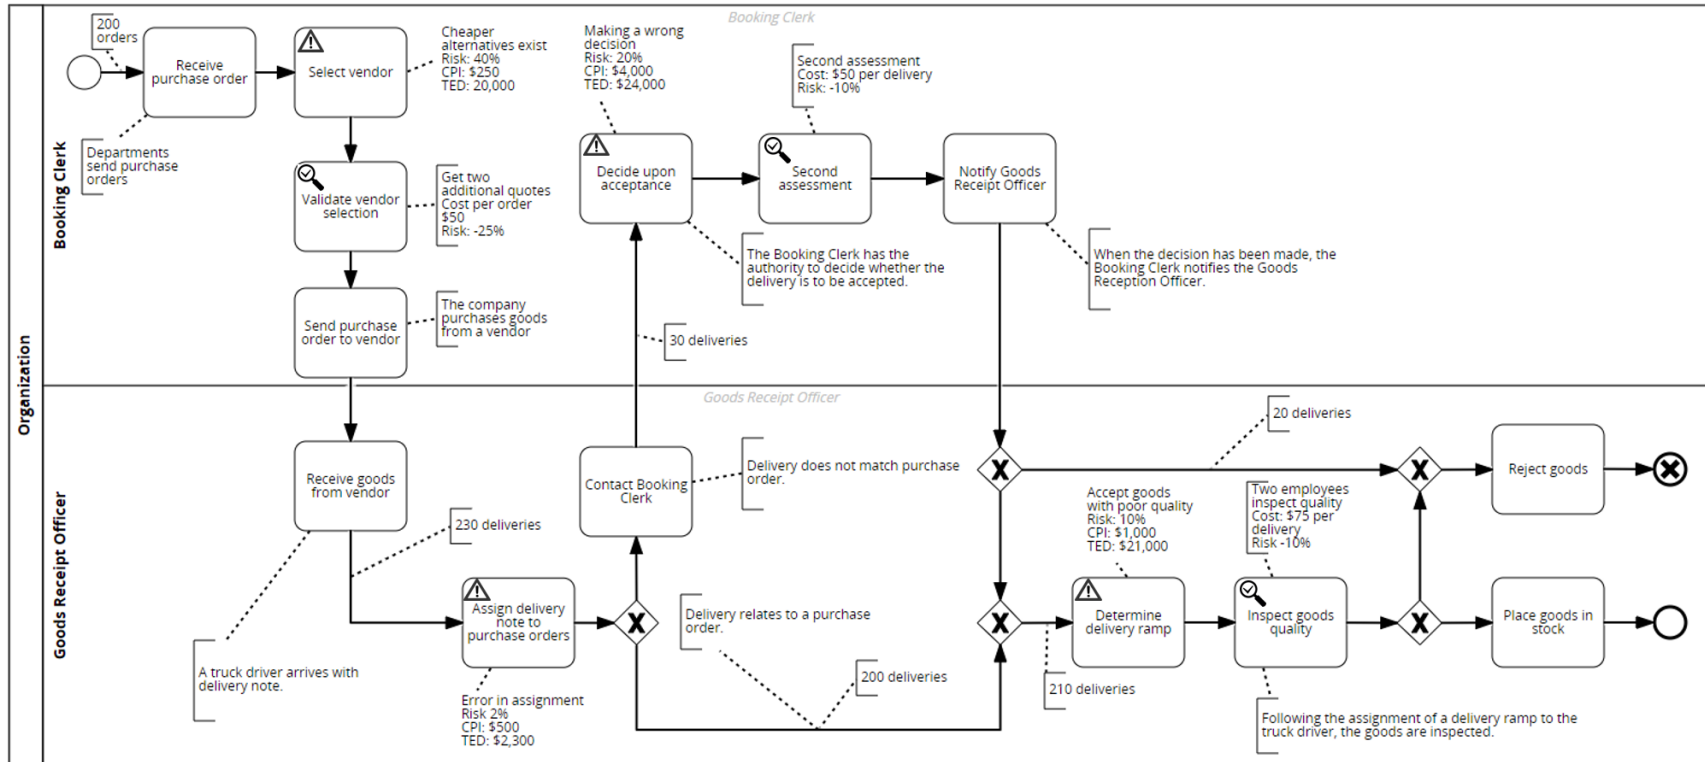 Organization
Booking Clerk
Booking Clerk
200
orders
Receive
purchase order
Departments
send purchase
orders
Select vendor
Cheaper
alternatives exist
Risk: 40%
CPI: $250
TED: 20,000
Validate vendor
selection
Get two
additional quotes
Cost per order
$50
Risk: -25%
Send purchase
order to vendor
The company
purchases goods
from a vendor
Making a wrong
decision
Risk: 20%
CPI: $4,000
TED: $24,000
Decide upon
acceptance
Second assessment
Cost: $50 per delivery
Risk: -10%
Second
assessment
The Booking Clerk has the
authority to decide whether the
delivery is to be accepted.
Notify Goods
Receipt Officer
When the decision has been made, the
Booking Clerk notifies the Goods
Reception Officer.
30 deliveries
Goods Receipt Officer
Goods Receipt Officer
Receive goods
from vendor
230 deliveries
A truck driver arrives with
delivery note.
Assign delivery
note to
purchase orders
Error in assignment
Risk 2%
CPI: $500
TED: $2,300
Contact Booking
Clerk
Delivery does not match purchase
order.
X
Delivery relates to a purchase
order.
200 deliveries
X
20 deliveries
X
210 deliveries
Accept goods
with poor quality
Risk: 10%
CPI: $1,000
TED: $21,000
Determine
delivery ramp
Two employees
inspect quality
Cost: $75 per
delivery
Risk -10%
Inspect goods
quality
Following the assignment of a delivery ramp to the
truck driver, the goods are inspected.
X
X
Reject goods
Place goods in
stock